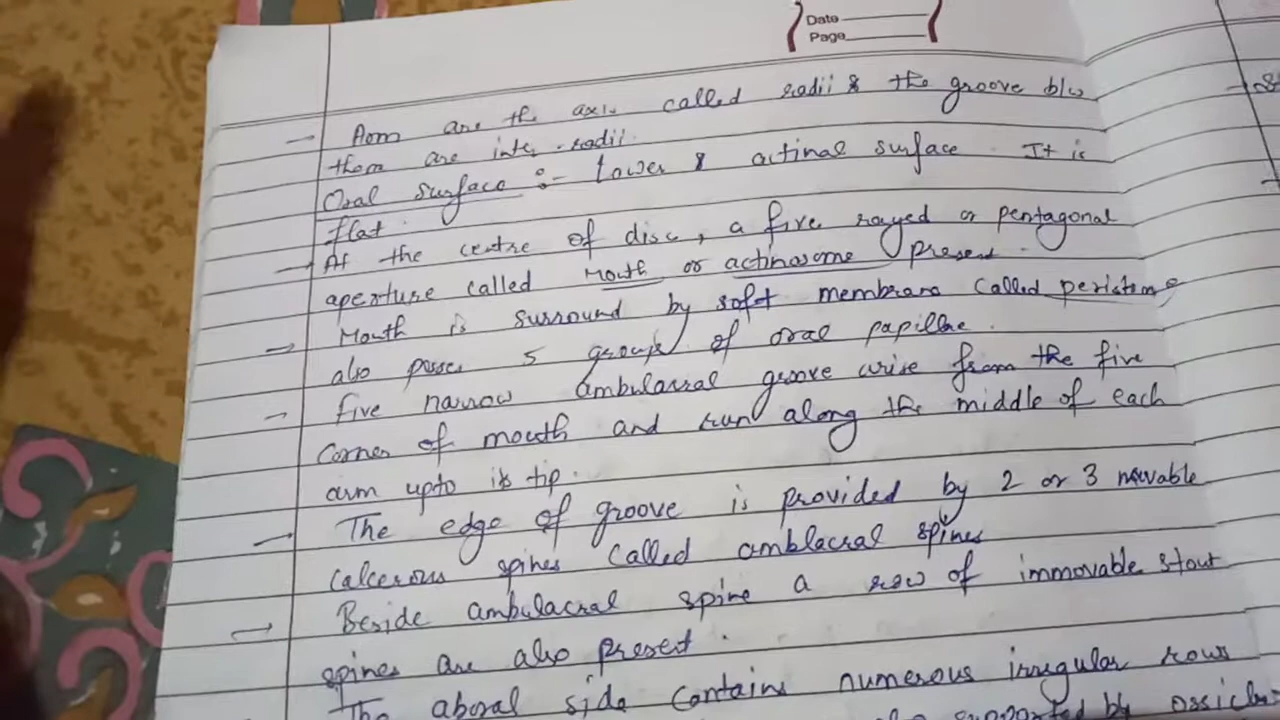 Date
Page
→ Arm are the axis called radii & the groove b/w
them are inter-radii.
Oral surface :- Lower & actinal surface. It is
flat.
→ At the centre of disc, a five rayed or pentagonal
aperture called Mouth or actinosome present.
→ Mouth is surround by soft membrane called peristome
also posses 5 groups of oral papillae.
→ Five narrow ambulacral groove arise from the five
corner of mouth and run along the middle of each
arm upto its tip.
→ The edge of groove is provided by 2 or 3 movable
calcerous spines called amblacral spines
→ Beside ambulacral spine a row of immovable stout
spines are also present.
The aboral side contains numerous irregular rows
supported by ossicles